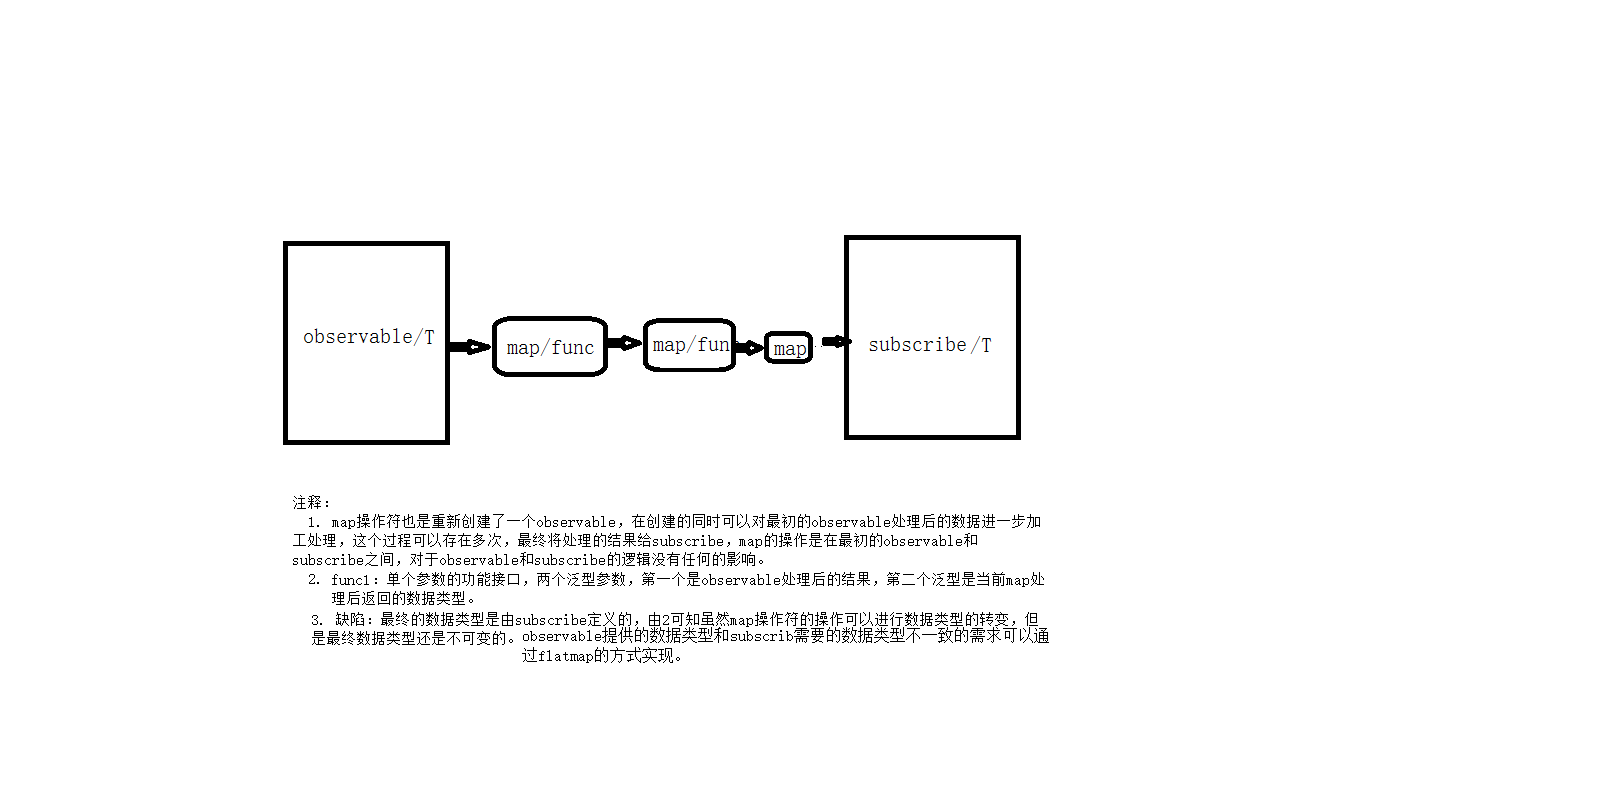 observable/T
map/func
map/fun
map
subscribe/T
注释：
1. map操作符也是重新创建了一个observable，在创建的同时可以对最初的observable处理后的数据进一步加
工处理，这个过程可以存在多次，最终将处理的结果给subscribe，map的操作是在最初的observable和
subscribe之间，对于observable和subscribe的逻辑没有任何的影响。
2. func1：单个参数的功能接口，两个泛型参数，第一个是observable处理后的结果，第二个泛型是当前map处
理后返回的数据类型。
3. 缺陷：最终的数据类型是由subscribe定义的，由2可知虽然map操作符的操作可以进行数据类型的转变，但
是最终数据类型还是不可变的。observable提供的数据类型和subscrib需要的数据类型不一致的需求可以通
过flatmap的方式实现。